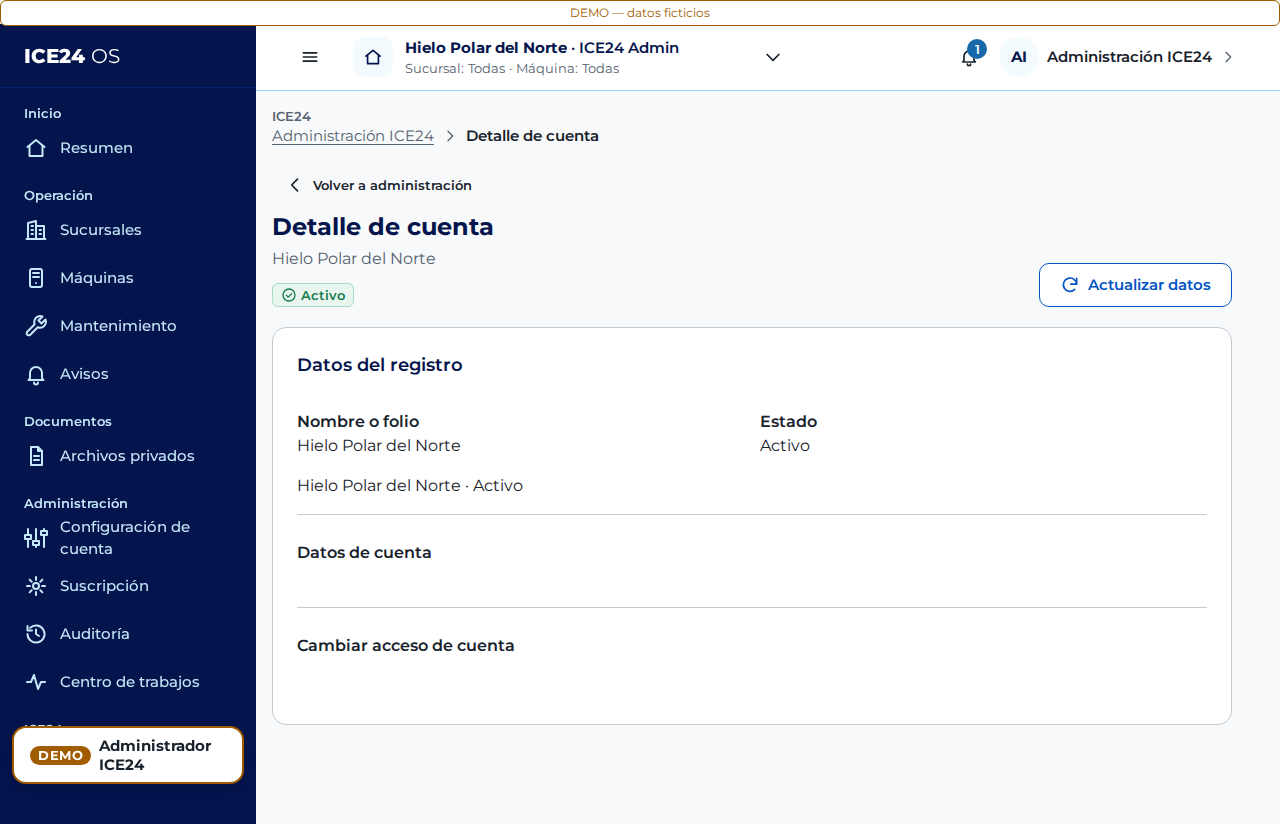 DEMO — datos ficticios
ICE24 OS
Hielo Polar del Norte · ICE24 Admin
Sucursal: Todas · Máquina: Todas
1
AI
Administración ICE24
Inicio
Resumen
Operación
Sucursales
Máquinas
Mantenimiento
Avisos
Documentos
Archivos privados
Administración
Configuración de
cuenta
Suscripción
Auditoría
Centro de trabajos
DEMO
Administrador
ICE24
ICE24
Administración ICE24
Detalle de cuenta
Volver a administración
Detalle de cuenta
Hielo Polar del Norte
Activo
Actualizar datos
Datos del registro
Nombre o folio
Estado
Hielo Polar del Norte
Activo
Hielo Polar del Norte · Activo
Datos de cuenta
Cambiar acceso de cuenta